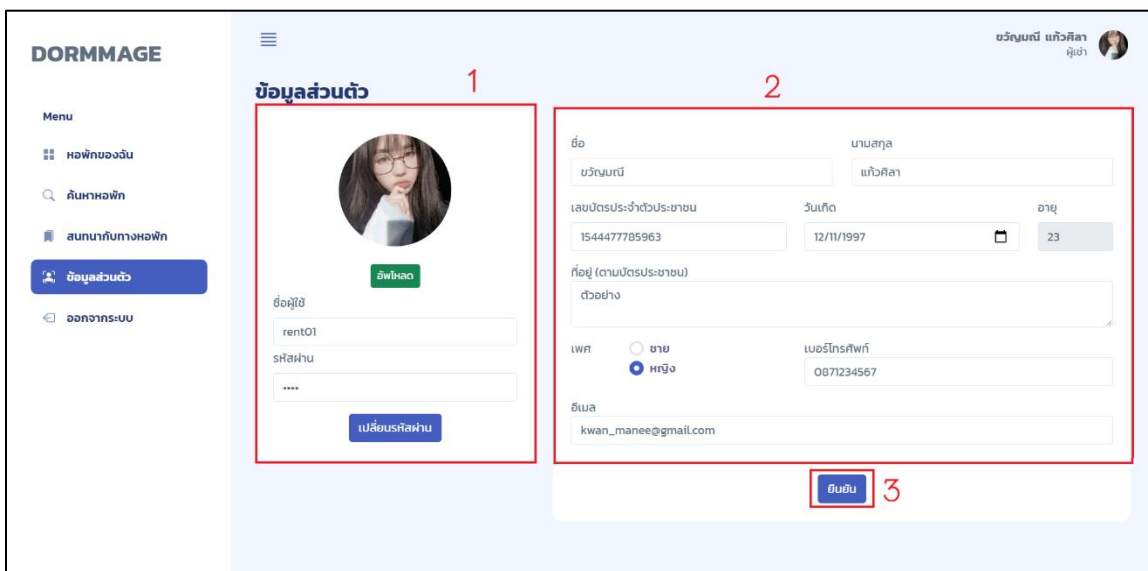 DORMMAGE
Menu
หอพักของฉัน
ค้นหาหอพัก
สนทนากับทางหอพัก
ข้อมูลส่วนตัว
ออกจากระบบ
ขวัญมณี แก้วศิลา
ผู้เช่า
ข้อมูลส่วนตัว
1
อัพโหลด
ชื่อผู้ใช้
rent01
รหัสผ่าน
••••
เปลี่ยนรหัสผ่าน
2
ชื่อ นามสกุล
ขวัญมณี แก้วศิลา
เลขบัตรประจำตัวประชาชน วันเกิด อายุ
1544477785963 12/11/1997 23
ที่อยู่ (ตามบัตรประชาชน)
ตัวอย่าง
เพศ ชาย เบอร์โทรศัพท์
หญิง 0871234567
อีเมล
kwan_manee@gmail.com
ยืนยัน 3